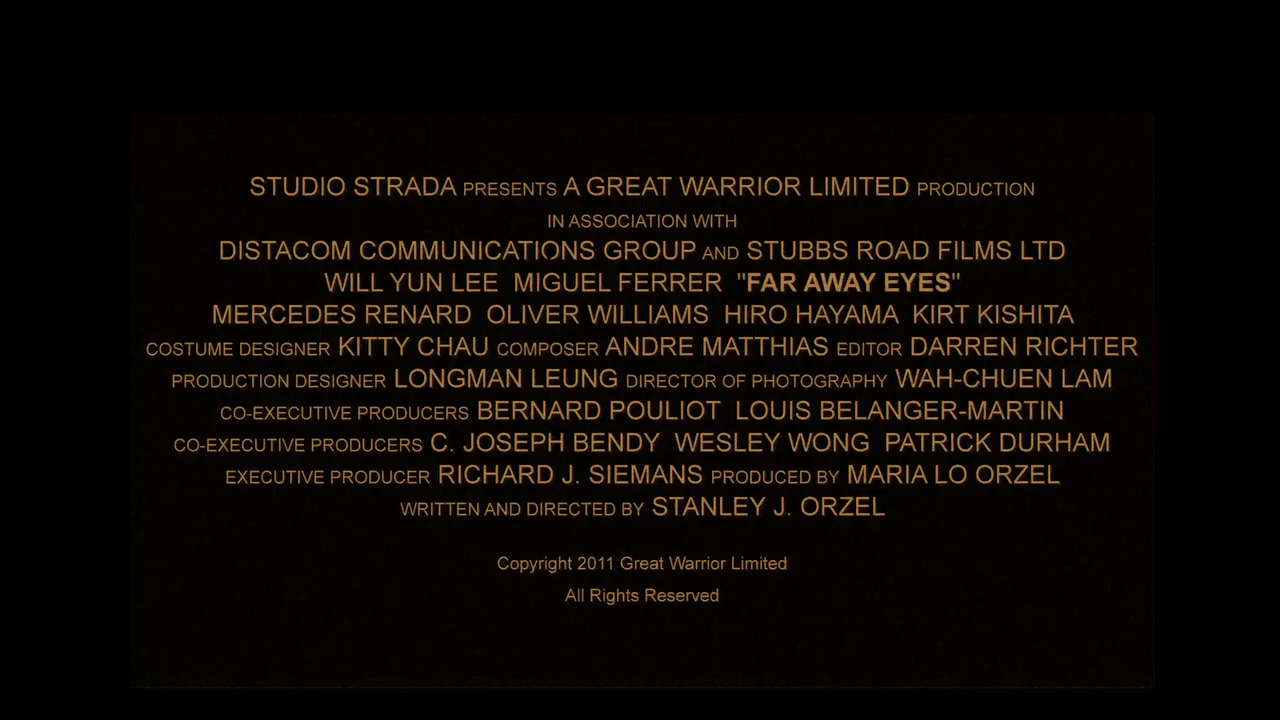 STUDIO STRADA PRESENTS A GREAT WARRIOR LIMITED PRODUCTION
IN ASSOCIATION WITH
DISTACOM COMMUNICATIONS GROUP AND STUBBS ROAD FILMS LTD
WILL YUN LEE MIGUEL FERRER "FAR AWAY EYES"
MERCEDES RENARD OLIVER WILLIAMS HIRO HAYAMA KIRT KISHITA
COSTUME DESIGNER KITTY CHAU COMPOSER ANDRE MATTHIAS EDITOR DARREN RICHTER
PRODUCTION DESIGNER LONGMAN LEUNG DIRECTOR OF PHOTOGRAPHY WAH-CHUEN LAM
CO-EXECUTIVE PRODUCERS BERNARD POULIOT LOUIS BELANGER-MARTIN
CO-EXECUTIVE PRODUCERS C. JOSEPH BENDY WESLEY WONG PATRICK DURHAM
EXECUTIVE PRODUCER RICHARD J. SIEMANS PRODUCED BY MARIA LO ORZEL
WRITTEN AND DIRECTED BY STANLEY J. ORZEL
Copyright 2011 Great Warrior Limited
All Rights Reserved